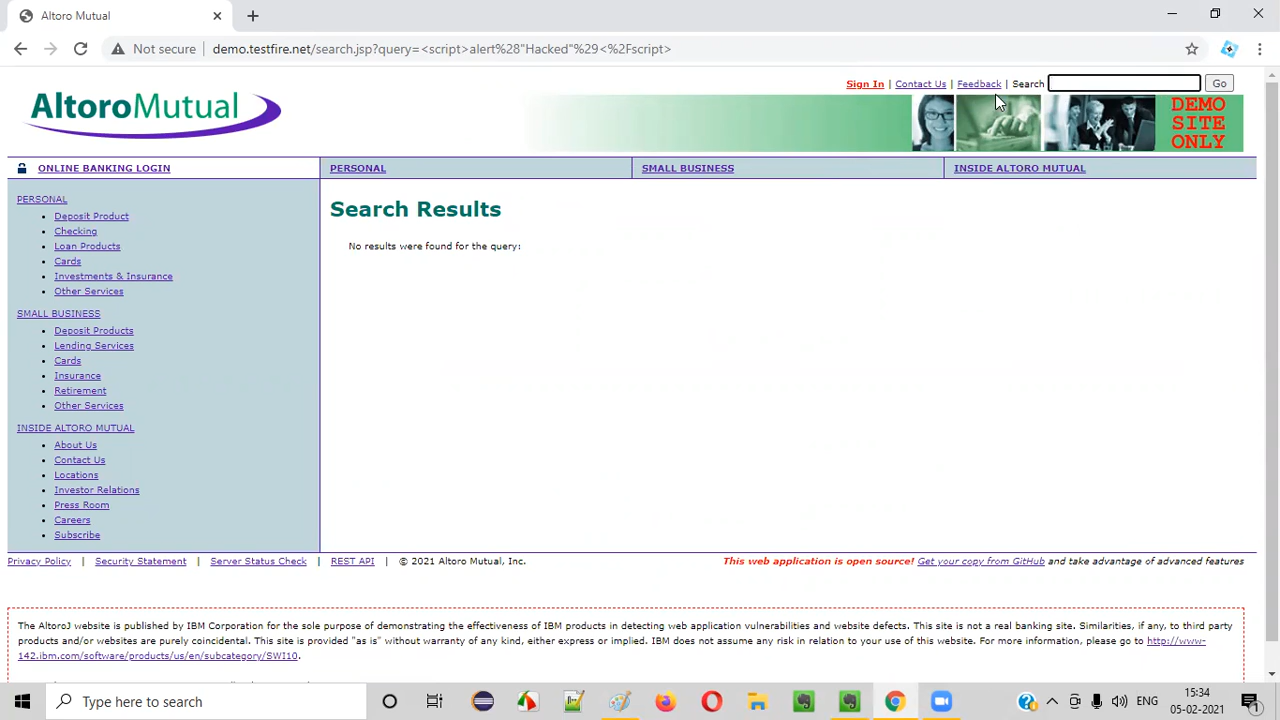 Altoro Mutual
Not secure | demo.testfire.net/search.jsp?query=<script>alert%28"Hacked"%29<%2Fscript>
Sign In | Contact Us | Feedback | Search Go
AltoroMutual
DEMO
SITE
ONLY
ONLINE BANKING LOGIN
PERSONAL
SMALL BUSINESS
INSIDE ALTORO MUTUAL
PERSONAL
Deposit Product
Checking
Loan Products
Cards
Investments & Insurance
Other Services
SMALL BUSINESS
Deposit Products
Lending Services
Cards
Insurance
Retirement
Other Services
INSIDE ALTORO MUTUAL
About Us
Contact Us
Locations
Investor Relations
Press Room
Careers
Subscribe
Search Results
No results were found for the query:
Privacy Policy | Security Statement | Server Status Check | REST API | © 2021 Altoro Mutual, Inc.
This web application is open source! Get your copy from GitHub and take advantage of advanced features
The AltoroJ website is published by IBM Corporation for the sole purpose of demonstrating the effectiveness of IBM products in detecting web application vulnerabilities and website defects. This site is not a real banking site. Similarities, if any, to third party
products and/or websites are purely coincidental. This site is provided "as is" without warranty of any kind, either express or implied. IBM does not assume any risk in relation to your use of this website. For more information, please go to http://www-
142.ibm.com/software/products/us/en/subcategory/SWI10.
Type here to search
ENG
15:34
05-02-2021
1